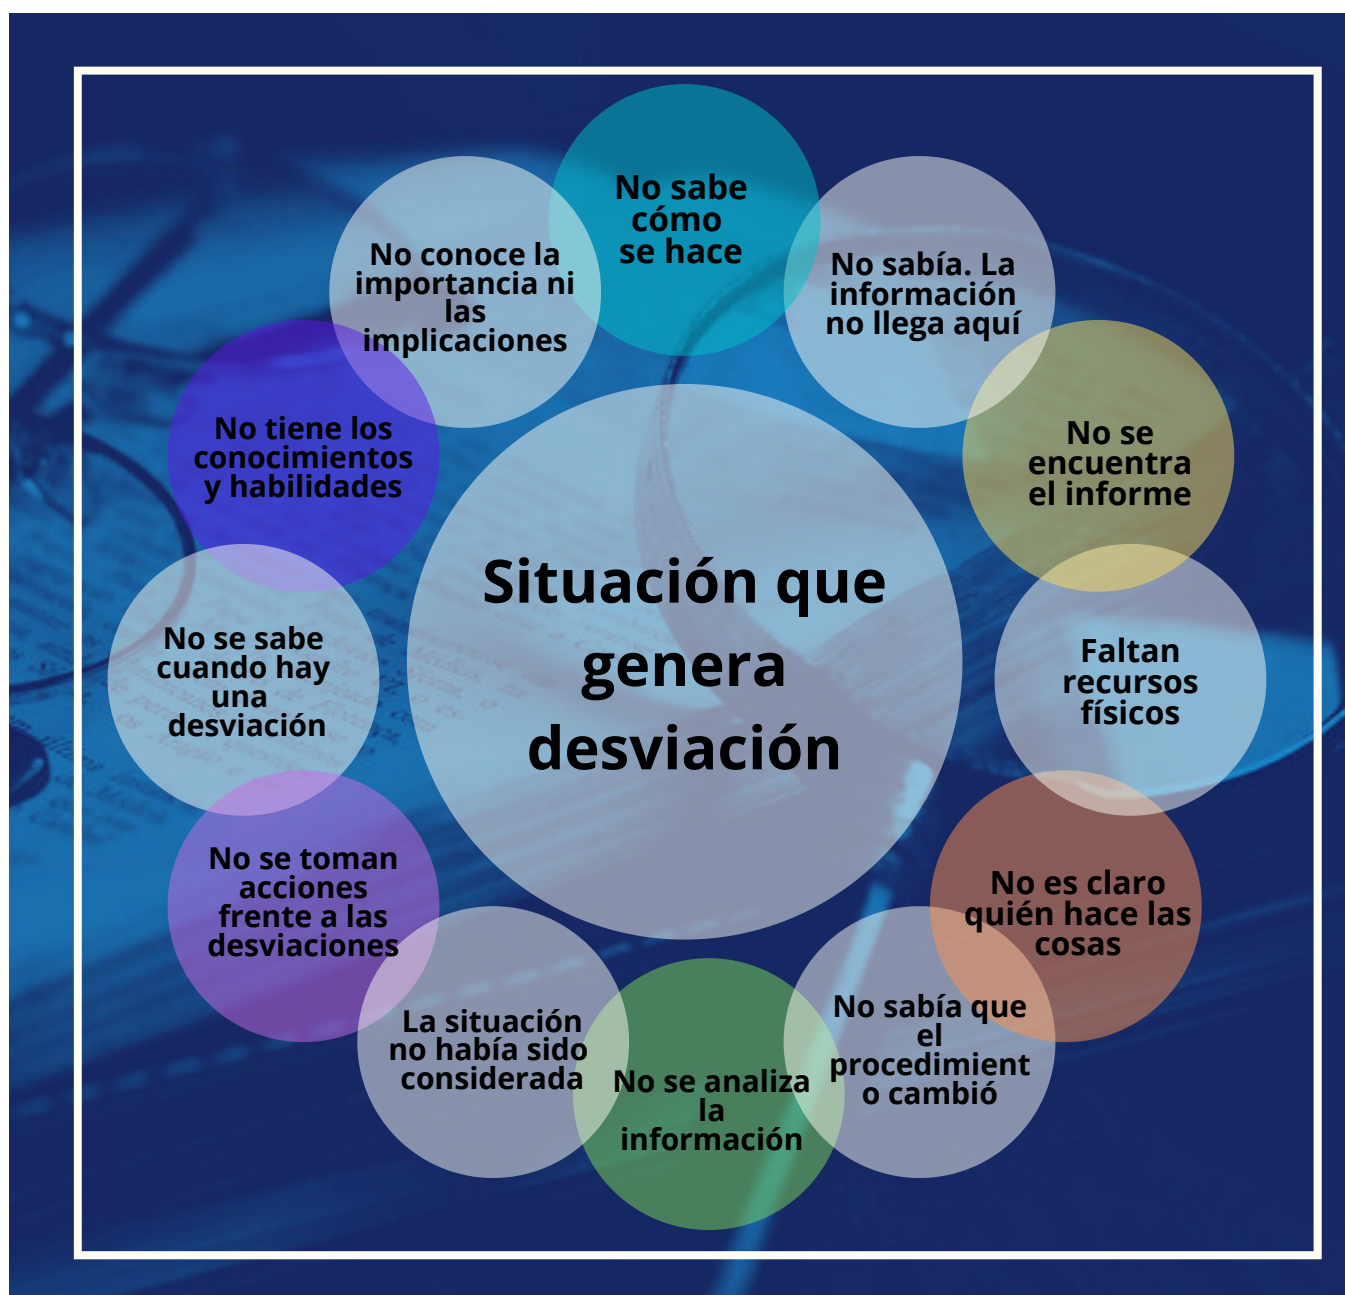 No sabe
cómo
se hace
No sabía. La
información
no llega aquí
No se
encuentra
el informe
Faltan
recursos
físicos
No es claro
quién hace las
cosas
No sabía que
el
procedimient
o cambió
No se analiza
la
información
La situación
no había sido
considerada
No se toman
acciones
frente a las
desviaciones
No se sabe
cuando hay
una
desviación
No tiene los
conocimientos
y habilidades
No conoce la
importancia ni
las
implicaciones
Situación que
genera
desviación